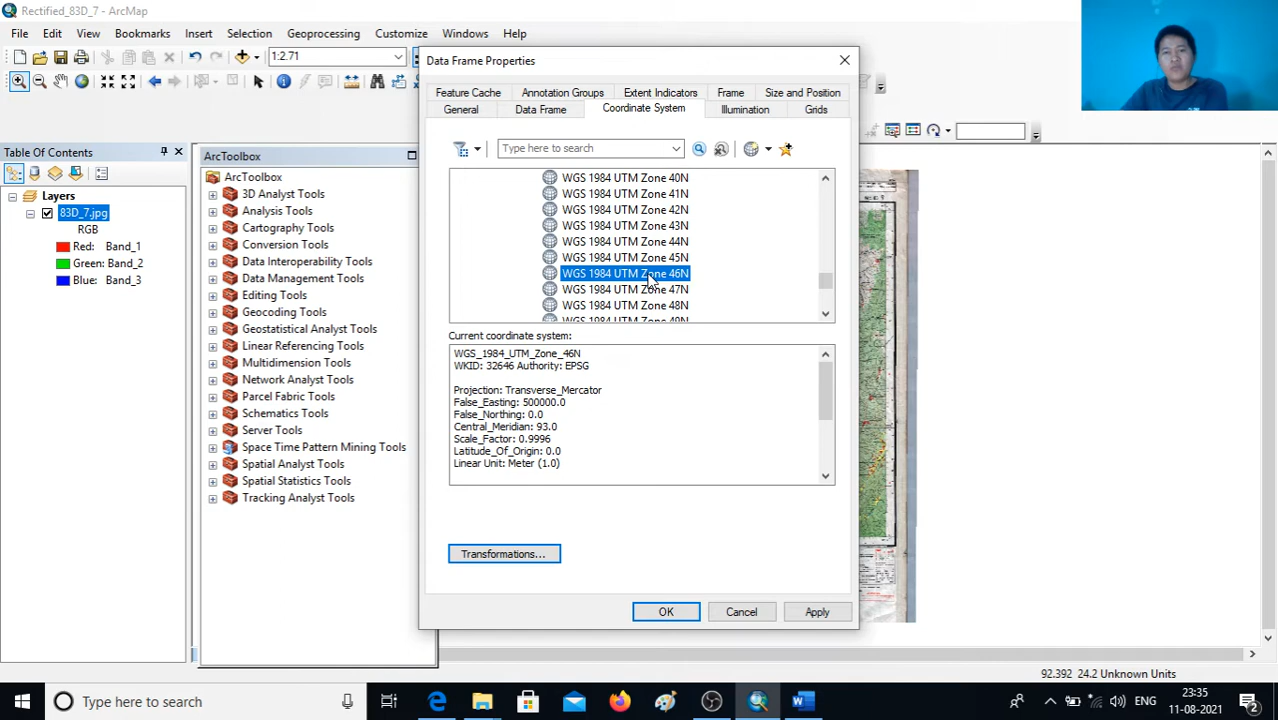 Rectified_83D_7 - ArcMap
File Edit View Bookmarks Insert Selection Geoprocessing Customize Windows Help
1:2.71
Table Of Contents
Layers
83D_7.jpg
RGB
Red: Band_1
Green: Band_2
Blue: Band_3
ArcToolbox
ArcToolbox
3D Analyst Tools
Analysis Tools
Cartography Tools
Conversion Tools
Data Interoperability Tools
Data Management Tools
Editing Tools
Geocoding Tools
Geostatistical Analyst Tools
Linear Referencing Tools
Multidimension Tools
Network Analyst Tools
Parcel Fabric Tools
Schematics Tools
Server Tools
Space Time Pattern Mining Tools
Spatial Analyst Tools
Spatial Statistics Tools
Tracking Analyst Tools
Data Frame Properties
Feature Cache Annotation Groups Extent Indicators Frame Size and Position
General Data Frame Coordinate System Illumination Grids
Type here to search
WGS 1984 UTM Zone 40N
WGS 1984 UTM Zone 41N
WGS 1984 UTM Zone 42N
WGS 1984 UTM Zone 43N
WGS 1984 UTM Zone 44N
WGS 1984 UTM Zone 45N
WGS 1984 UTM Zone 46N
WGS 1984 UTM Zone 47N
WGS 1984 UTM Zone 48N
WGS 1984 UTM Zone 49N
Current coordinate system:
WGS_1984_UTM_Zone_46N
WKID: 32646 Authority: EPSG
Projection: Transverse_Mercator
False_Easting: 500000.0
False_Northing: 0.0
Central_Meridian: 93.0
Scale_Factor: 0.9996
Latitude_Of_Origin: 0.0
Linear Unit: Meter (1.0)
Transformations...
OK Cancel Apply
92.392 24.2 Unknown Units
Type here to search
ENG
23:35
11-08-2021
2